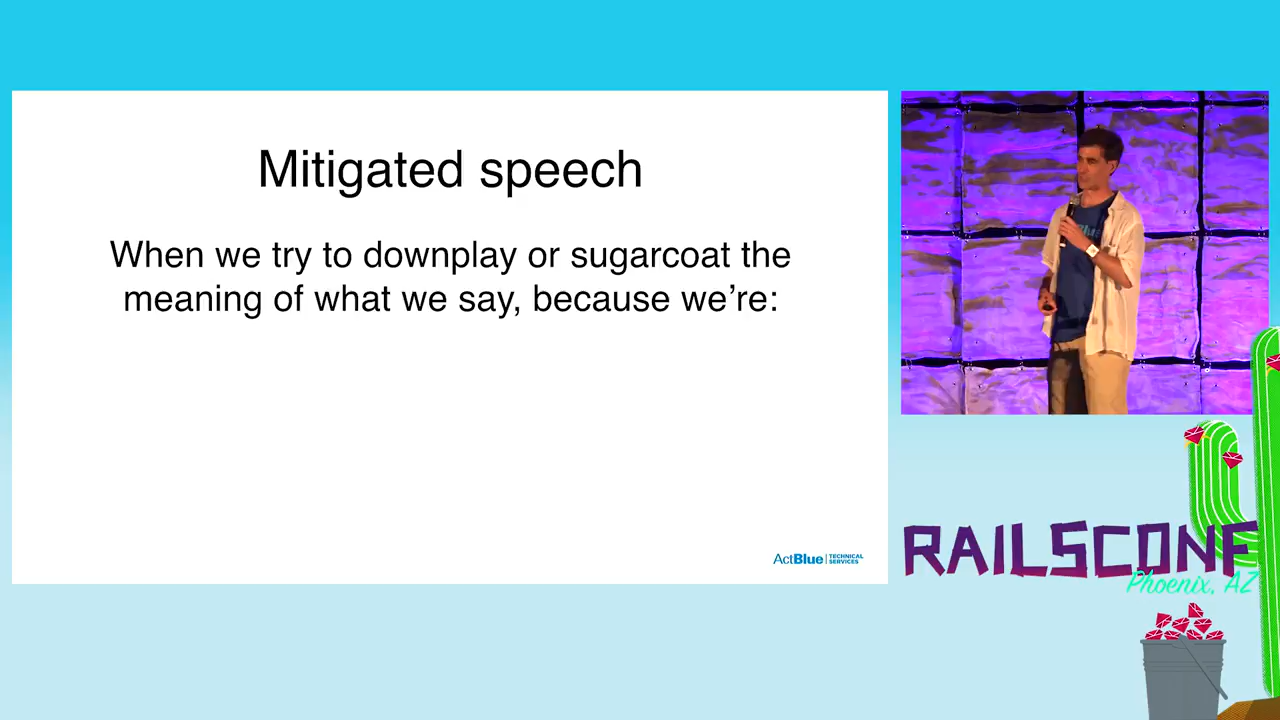 Mitigated speech
When we try to downplay or sugarcoat the
meaning of what we say, because we’re:
ActBlue TECHNICAL
SERVICES
RAILSCONF
Phoenix, AZ